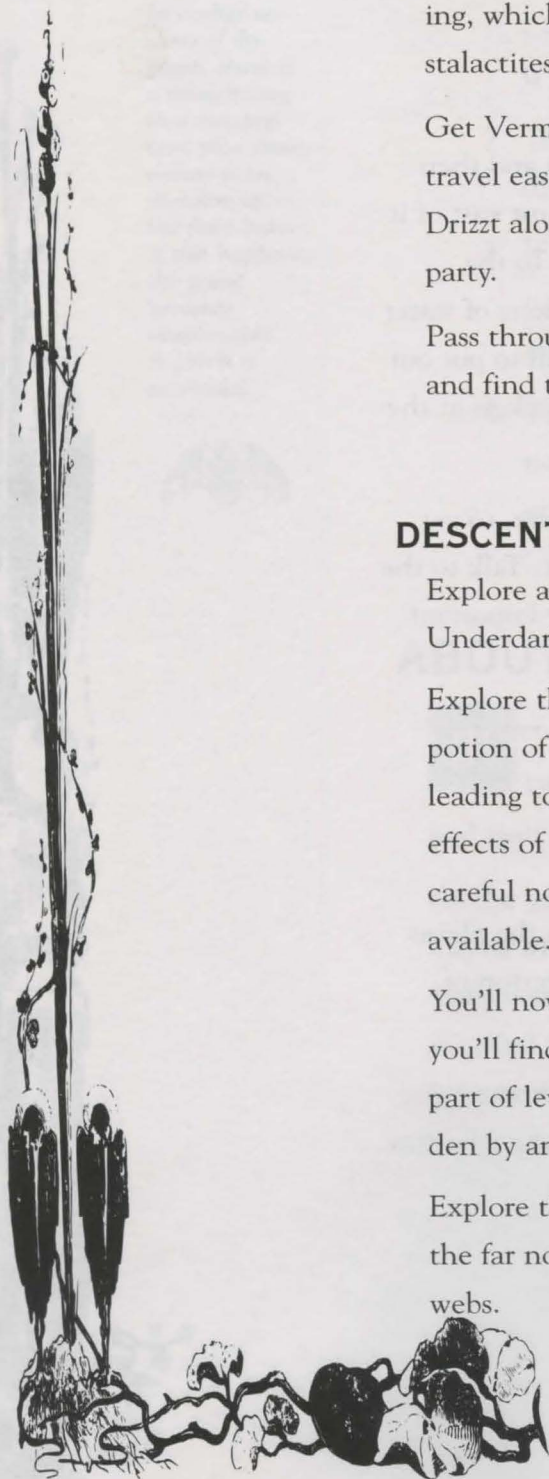 ing, which
stalactites
Get Verm
travel eas
Drizzt alo
party.
Pass throu
and find t
DESCENT
Explore a
Underdar
Explore th
potion of
leading to
effects of
careful no
available.
You'll nov
you'll find
part of lev
den by an
Explore t
the far no
webs.